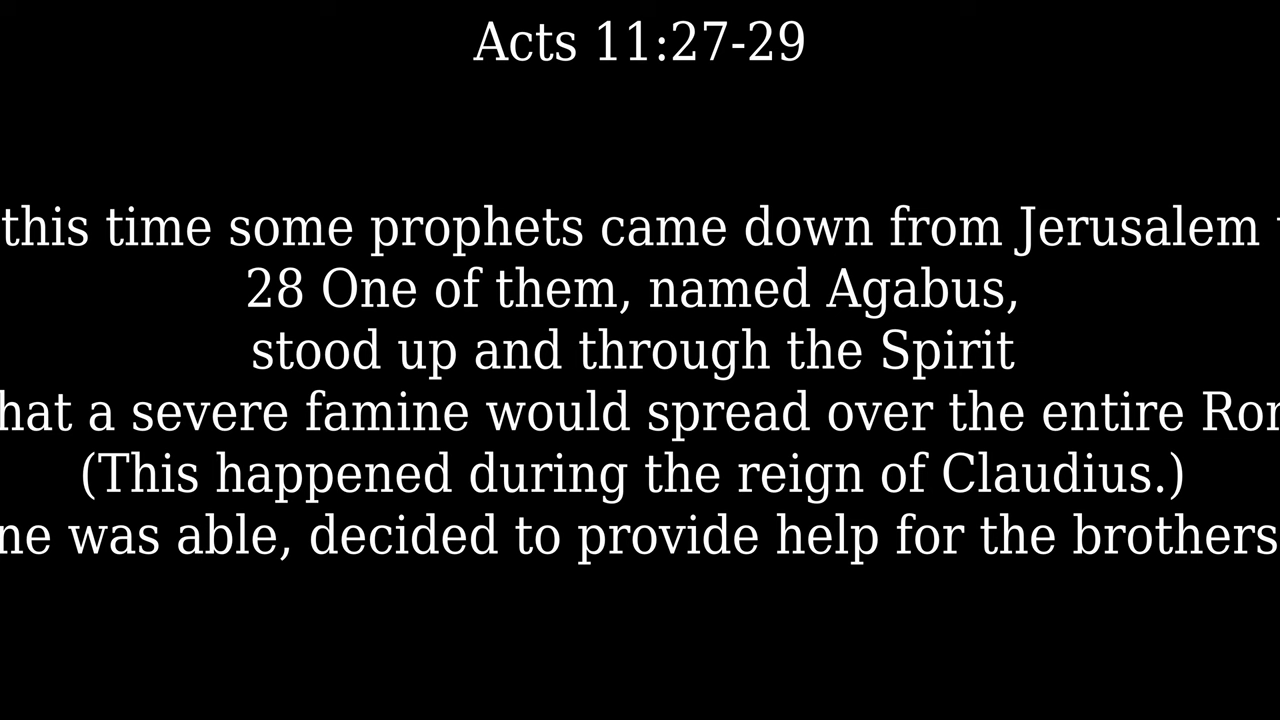 Acts 11:27-29
this time some prophets came down from Jerusalem
28 One of them, named Agabus,
stood up and through the Spirit
hat a severe famine would spread over the entire Ror
(This happened during the reign of Claudius.)
ne was able, decided to provide help for the brothers